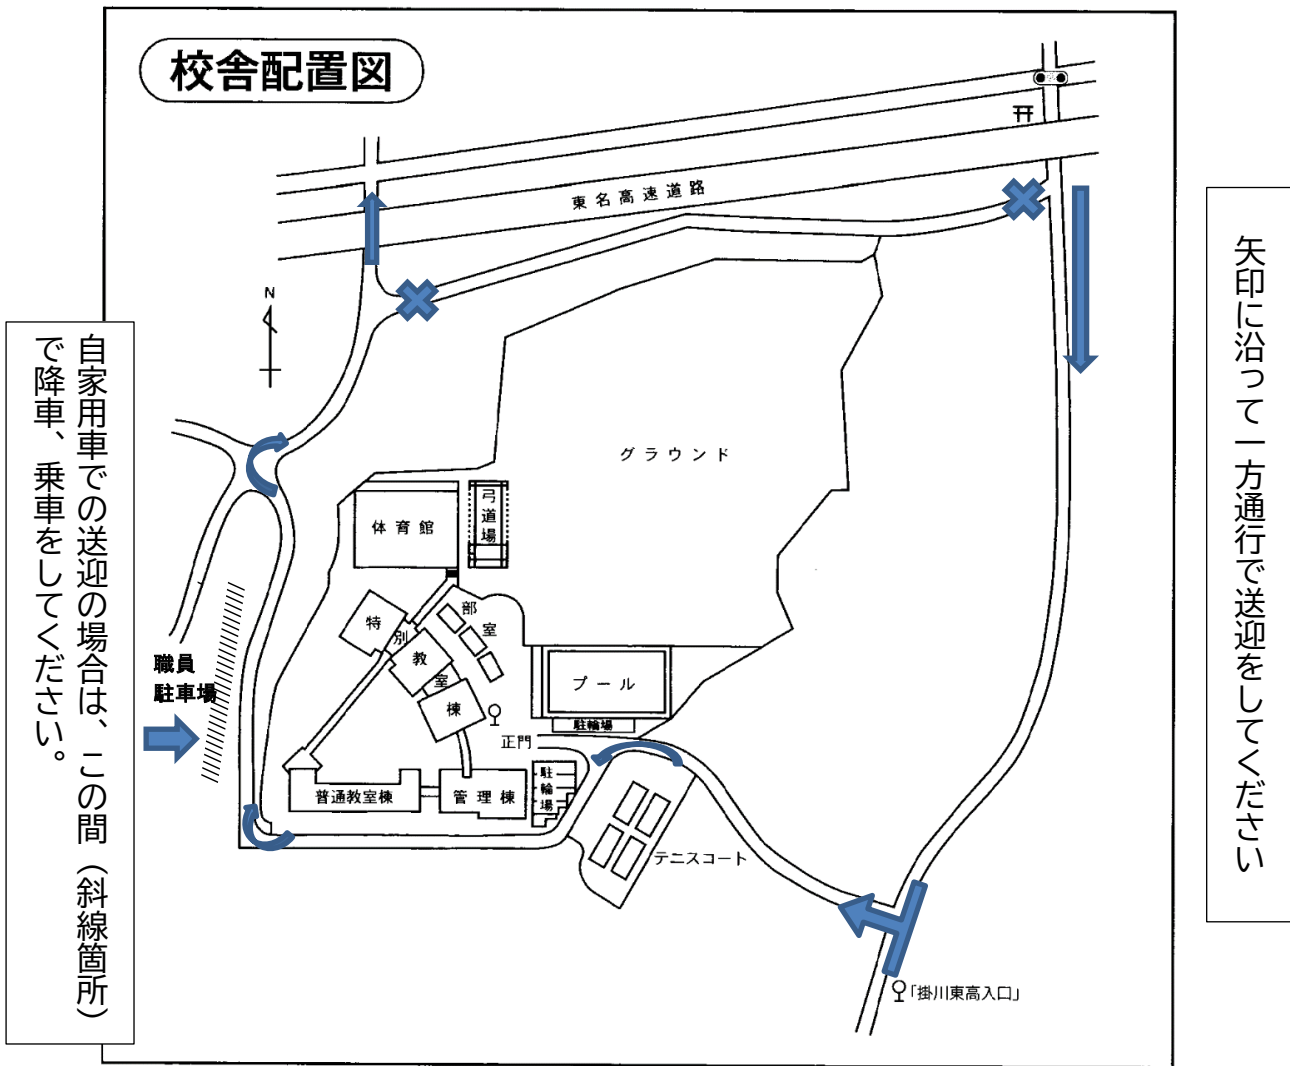 校舎配置図
東名高速道路
N
矢印に沿って一方通行で送迎をしてください
自家用車での送迎の場合は、この間（斜線箇所）
で降車、乗車をしてください。
グラウンド
体育館
弓道場
部室
特別教室棟
職員
駐車場
プール
駐輪場
正門
駐輪場
普通教室棟
管理棟
テニスコート
「掛川東高入口」